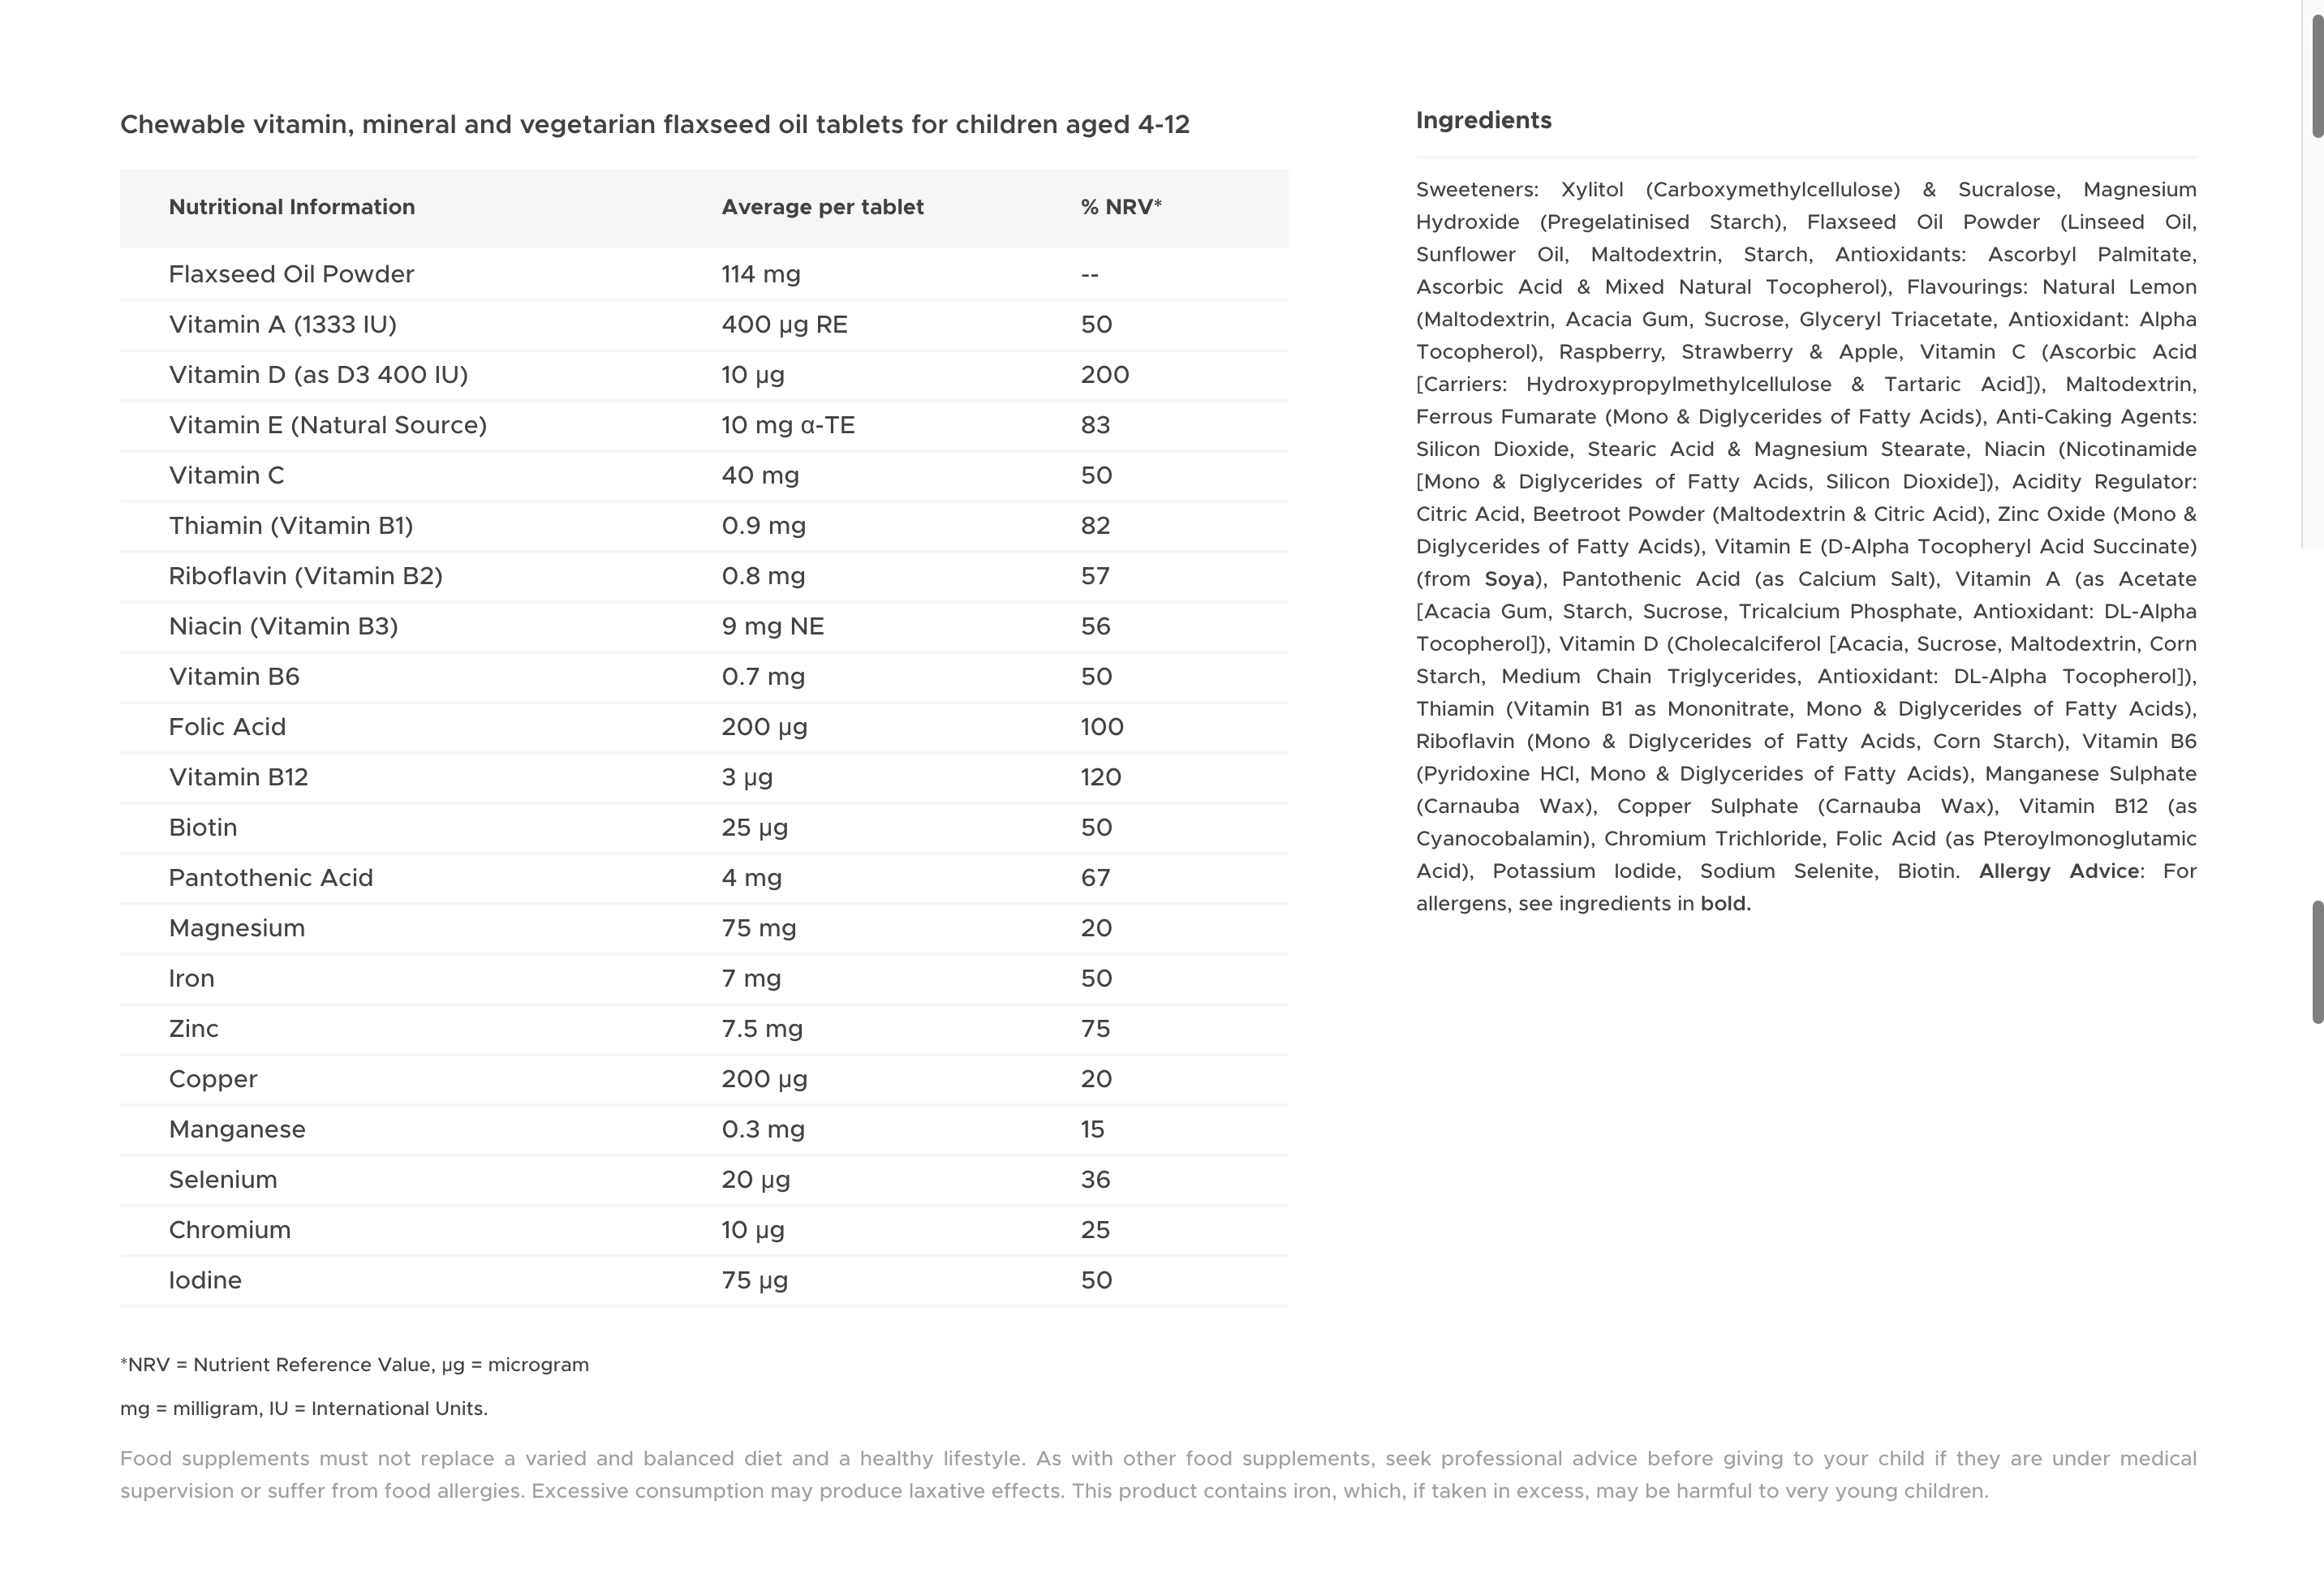 Chewable vitamin, mineral and vegetarian flaxseed oil tablets for children aged 4-12
Nutritional Information Average per tablet % NRV*
Flaxseed Oil Powder 114 mg --
Vitamin A (1333 IU) 400 µg RE 50
Vitamin D (as D3 400 IU) 10 µg 200
Vitamin E (Natural Source) 10 mg α-TE 83
Vitamin C 40 mg 50
Thiamin (Vitamin B1) 0.9 mg 82
Riboflavin (Vitamin B2) 0.8 mg 57
Niacin (Vitamin B3) 9 mg NE 56
Vitamin B6 0.7 mg 50
Folic Acid 200 µg 100
Vitamin B12 3 µg 120
Biotin 25 µg 50
Pantothenic Acid 4 mg 67
Magnesium 75 mg 20
Iron 7 mg 50
Zinc 7.5 mg 75
Copper 200 µg 20
Manganese 0.3 mg 15
Selenium 20 µg 36
Chromium 10 µg 25
Iodine 75 µg 50
*NRV = Nutrient Reference Value, µg = microgram
mg = milligram, IU = International Units.
Ingredients
Sweeteners: Xylitol (Carboxymethylcellulose) & Sucralose, Magnesium
Hydroxide (Pregelatinised Starch), Flaxseed Oil Powder (Linseed Oil,
Sunflower Oil, Maltodextrin, Starch, Antioxidants: Ascorbyl Palmitate,
Ascorbic Acid & Mixed Natural Tocopherol), Flavourings: Natural Lemon
(Maltodextrin, Acacia Gum, Sucrose, Glyceryl Triacetate, Antioxidant: Alpha
Tocopherol), Raspberry, Strawberry & Apple, Vitamin C (Ascorbic Acid
[Carriers: Hydroxypropylmethylcellulose & Tartaric Acid]), Maltodextrin,
Ferrous Fumarate (Mono & Diglycerides of Fatty Acids), Anti-Caking Agents:
Silicon Dioxide, Stearic Acid & Magnesium Stearate, Niacin (Nicotinamide
[Mono & Diglycerides of Fatty Acids, Silicon Dioxide]), Acidity Regulator:
Citric Acid, Beetroot Powder (Maltodextrin & Citric Acid), Zinc Oxide (Mono &
Diglycerides of Fatty Acids), Vitamin E (D-Alpha Tocopheryl Acid Succinate)
(from Soya), Pantothenic Acid (as Calcium Salt), Vitamin A (as Acetate
[Acacia Gum, Starch, Sucrose, Tricalcium Phosphate, Antioxidant: DL-Alpha
Tocopherol]), Vitamin D (Cholecalciferol [Acacia, Sucrose, Maltodextrin, Corn
Starch, Medium Chain Triglycerides, Antioxidant: DL-Alpha Tocopherol]),
Thiamin (Vitamin B1 as Mononitrate, Mono & Diglycerides of Fatty Acids),
Riboflavin (Mono & Diglycerides of Fatty Acids, Corn Starch), Vitamin B6
(Pyridoxine HCl, Mono & Diglycerides of Fatty Acids), Manganese Sulphate
(Carnauba Wax), Copper Sulphate (Carnauba Wax), Vitamin B12 (as
Cyanocobalamin), Chromium Trichloride, Folic Acid (as Pteroylmonoglutamic
Acid), Potassium Iodide, Sodium Selenite, Biotin. Allergy Advice: For
allergens, see ingredients in bold.
Food supplements must not replace a varied and balanced diet and a healthy lifestyle. As with other food supplements, seek professional advice before giving to your child if they are under medical
supervision or suffer from food allergies. Excessive consumption may produce laxative effects. This product contains iron, which, if taken in excess, may be harmful to very young children.